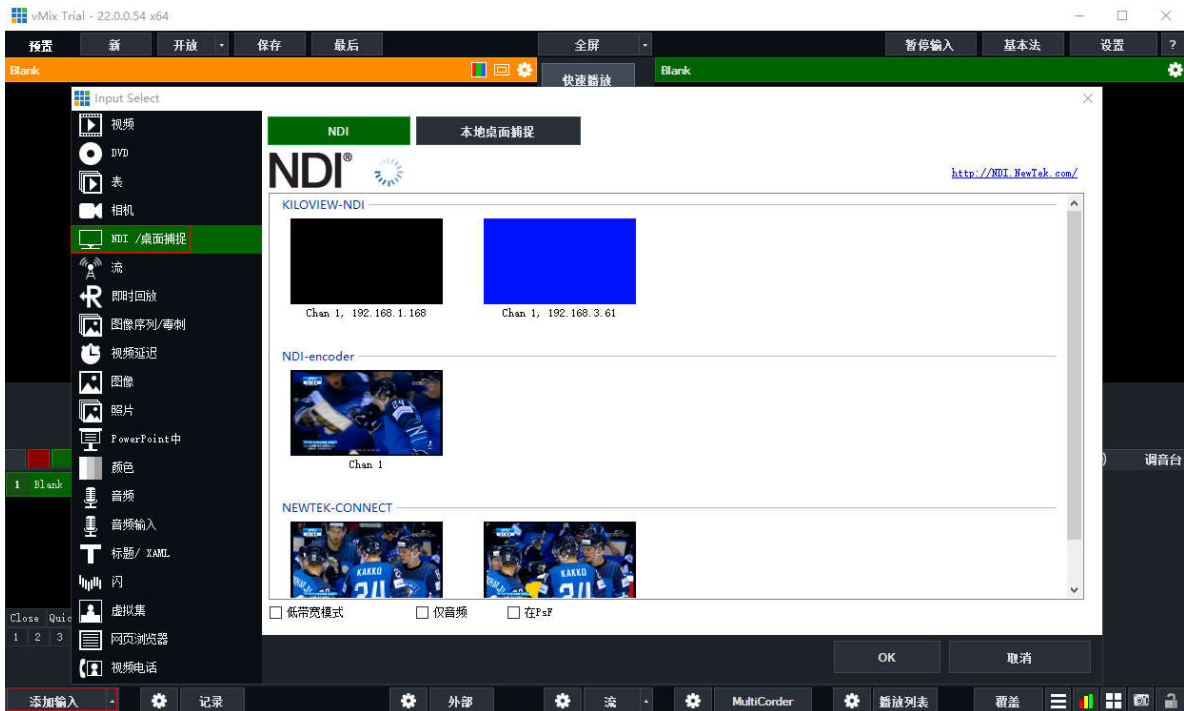 vMix Trial - 22.0.0.54 x64
预置 新 开放 保存 最后 全屏 暂停输入 基本法 设置 ?
Blank
快速播放
Blank
Input Select
视频
DVD
表
相机
NDI /桌面捕捉
流
即时回放
图像序列/毒刺
视频延迟
图像
照片
PowerPoint中
颜色
音频
音频输入
标题/ XAML
闪
虚拟集
网页浏览器
视频电话
NDI 本地桌面捕捉
NDI®
http://NDI.NewTek.com/
KILOVIEW-NDI
Chan 1, 192.168.1.168
Chan 1, 192.168.3.61
NDI-encoder
Chan 1
NEWTEK-CONNECT
KAKKO
24
KAKKO
低带宽模式 仅音频 在PsF
OK 取消
调音台
1 Blank
Close Quic
1 2 3
添加输入 记录 外部 流 MultiCorder 播放列表 覆盖